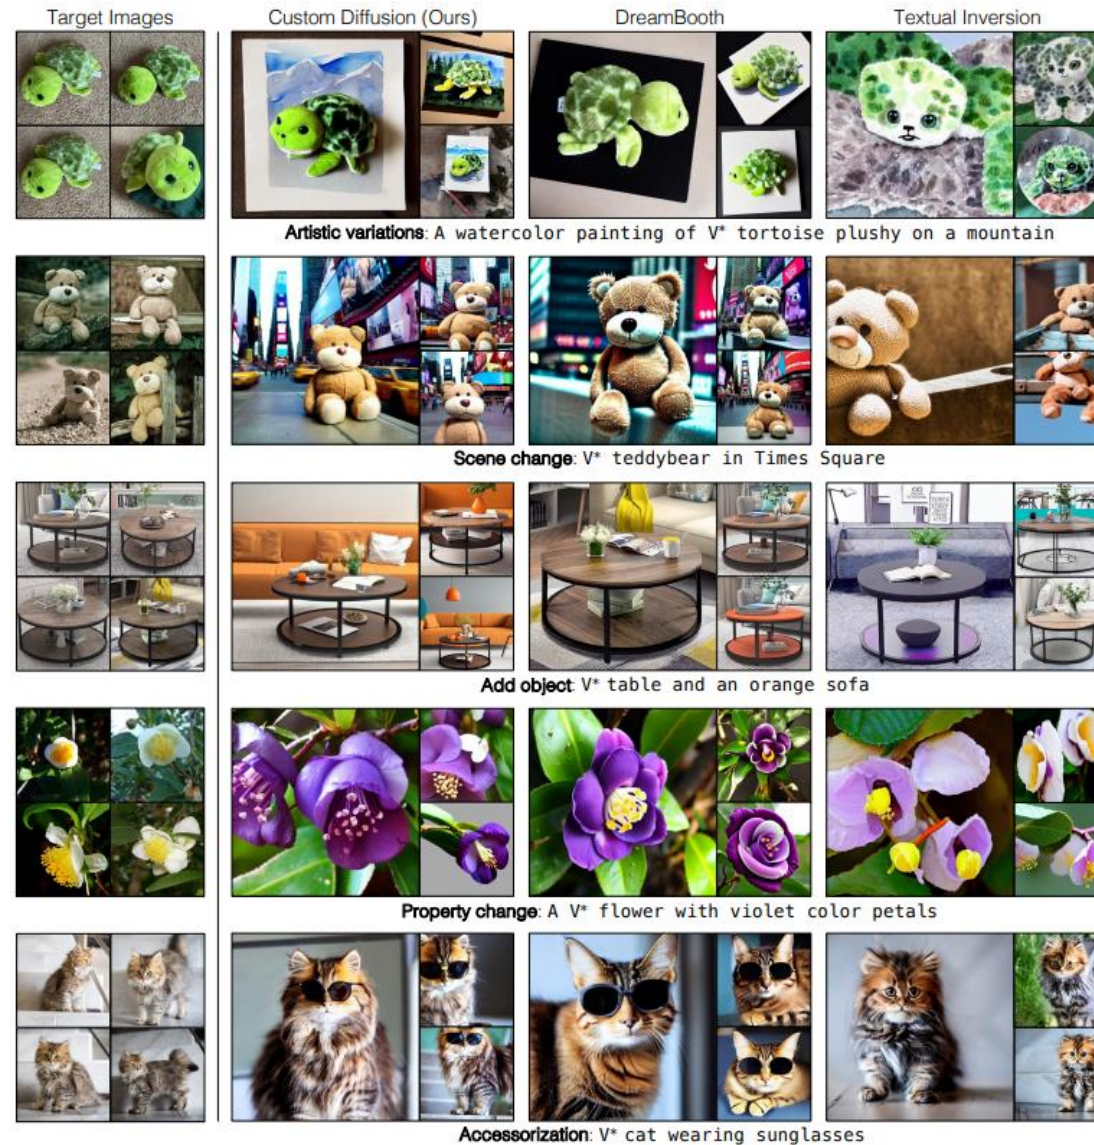 Target Images
Custom Diffusion (Ours)
DreamBooth
Textual Inversion
Artistic variations: A watercolor painting of V* tortoise plushy on a mountain
Scene change: V* teddybear in Times Square
Add object: V* table and an orange sofa
Property change: A V* flower with violet color petals
Accessorization: V* cat wearing sunglasses